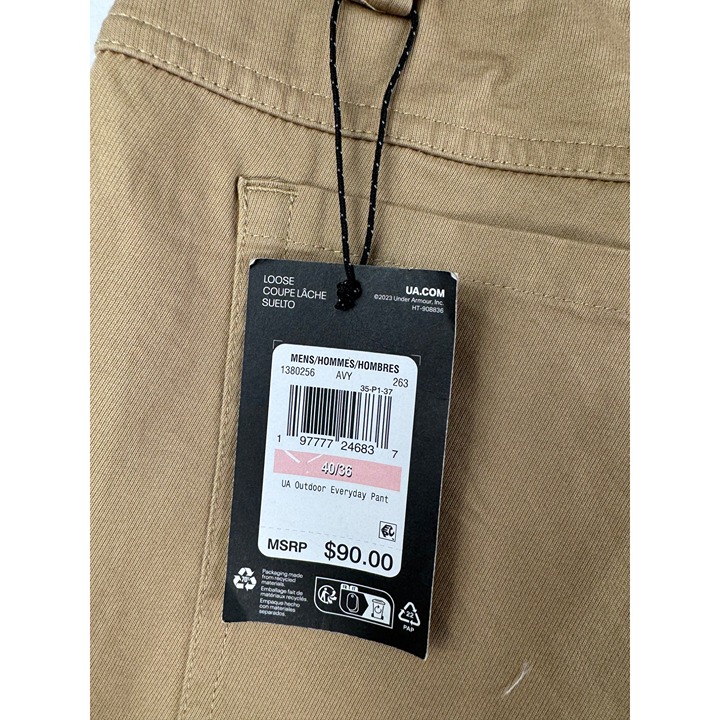 LOOSE
COUPE LÂCHE
SUELTO
UA.COM
©2023 Under Armour, Inc.
HT-90BB36
MENS/HOMMES/HOMBRES
1380256 AVY 263
35-P1-37
1 97777 24683 7
40/36
UA Outdoor Everyday Pant
MSRP $90.00
Packaging made
from recycled
materials.
Emballage fait de
matériaux recyclés.
Empaque hecho
con materiales
separados.
22
PAP